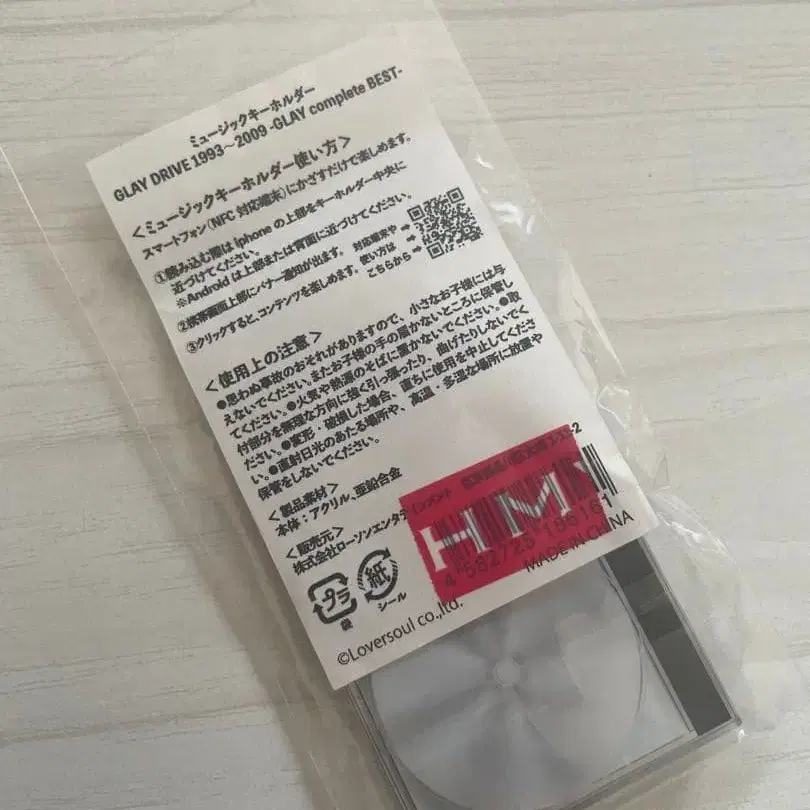 ミュージックキーホルダー
GLAY DRIVE 1993~2009 -GLAY complete BEST-
<ミュージックキーホルダー使い方>
スマートフォン(NFC 対応端末)にかざすだけで楽しめます。
①読み込む際は iphone の上部をキーホルダー中央に
近づけてください。
※Android は上部または背面に近づけてください。
②携帯画面上部にバナー通知が出ます。
③クリックすると、コンテンツを楽しめます。
対応端末や
使い方は
こちらから
<使用上の注意>
●思わぬ事故のおそれがありますので、小さなお子様には与
えないでください。またお子様の手の届かないところに保管し
てください。●火気や熱源のそばに置かないでください。●取
付部分を無理な方向に強く引っ張ったり、曲げたりしないでく
ださい。●変形・破損した場合、直ちに使用を中止してくださ
い。●直射日光のあたる場所や、高温・多湿な場所に放置や
保管をしないでください。
<製品素材>
本体:アクリル、亜鉛合金
<販売元>
株式会社ローソンエンタテインメント
HMV
MADE IN CHINA
プラ
袋
紙
シール
©Loversoul co.,ltd.